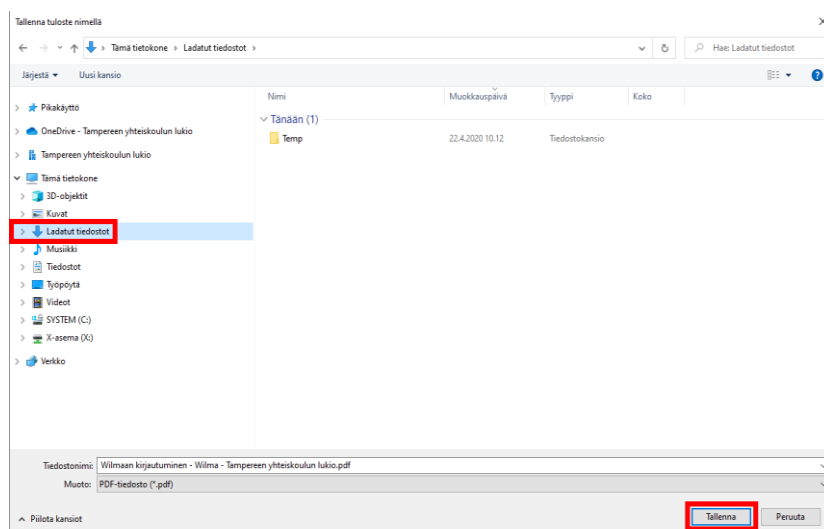 Tallenna tuloste nimellä
Tämä tietokone > Ladatut tiedostot >
Hae: Ladatut tiedostot
Järjestä Uusi kansio
Nimi Muokkauspäivä Tyyppi Koko
Pikakäyttö
Tänään (1)
OneDrive - Tampereen yhteiskoulun lukio
Temp 22.4.2020 10.12 Tiedostokansio
Tampereen yhteiskoulun lukio
Tämä tietokone
3D-objektit
Kuvat
Ladatut tiedostot
Musiikki
Tiedostot
Työpöytä
Videot
SYSTEM (C:)
X-asema (X:)
Verkko
Tiedostonimi: Wilmaan kirjautuminen - Wilma - Tampereen yhteiskoulun lukio.pdf
Muoto: PDF-tiedosto (*.pdf)
Piilota kansiot
Tallenna Peruuta